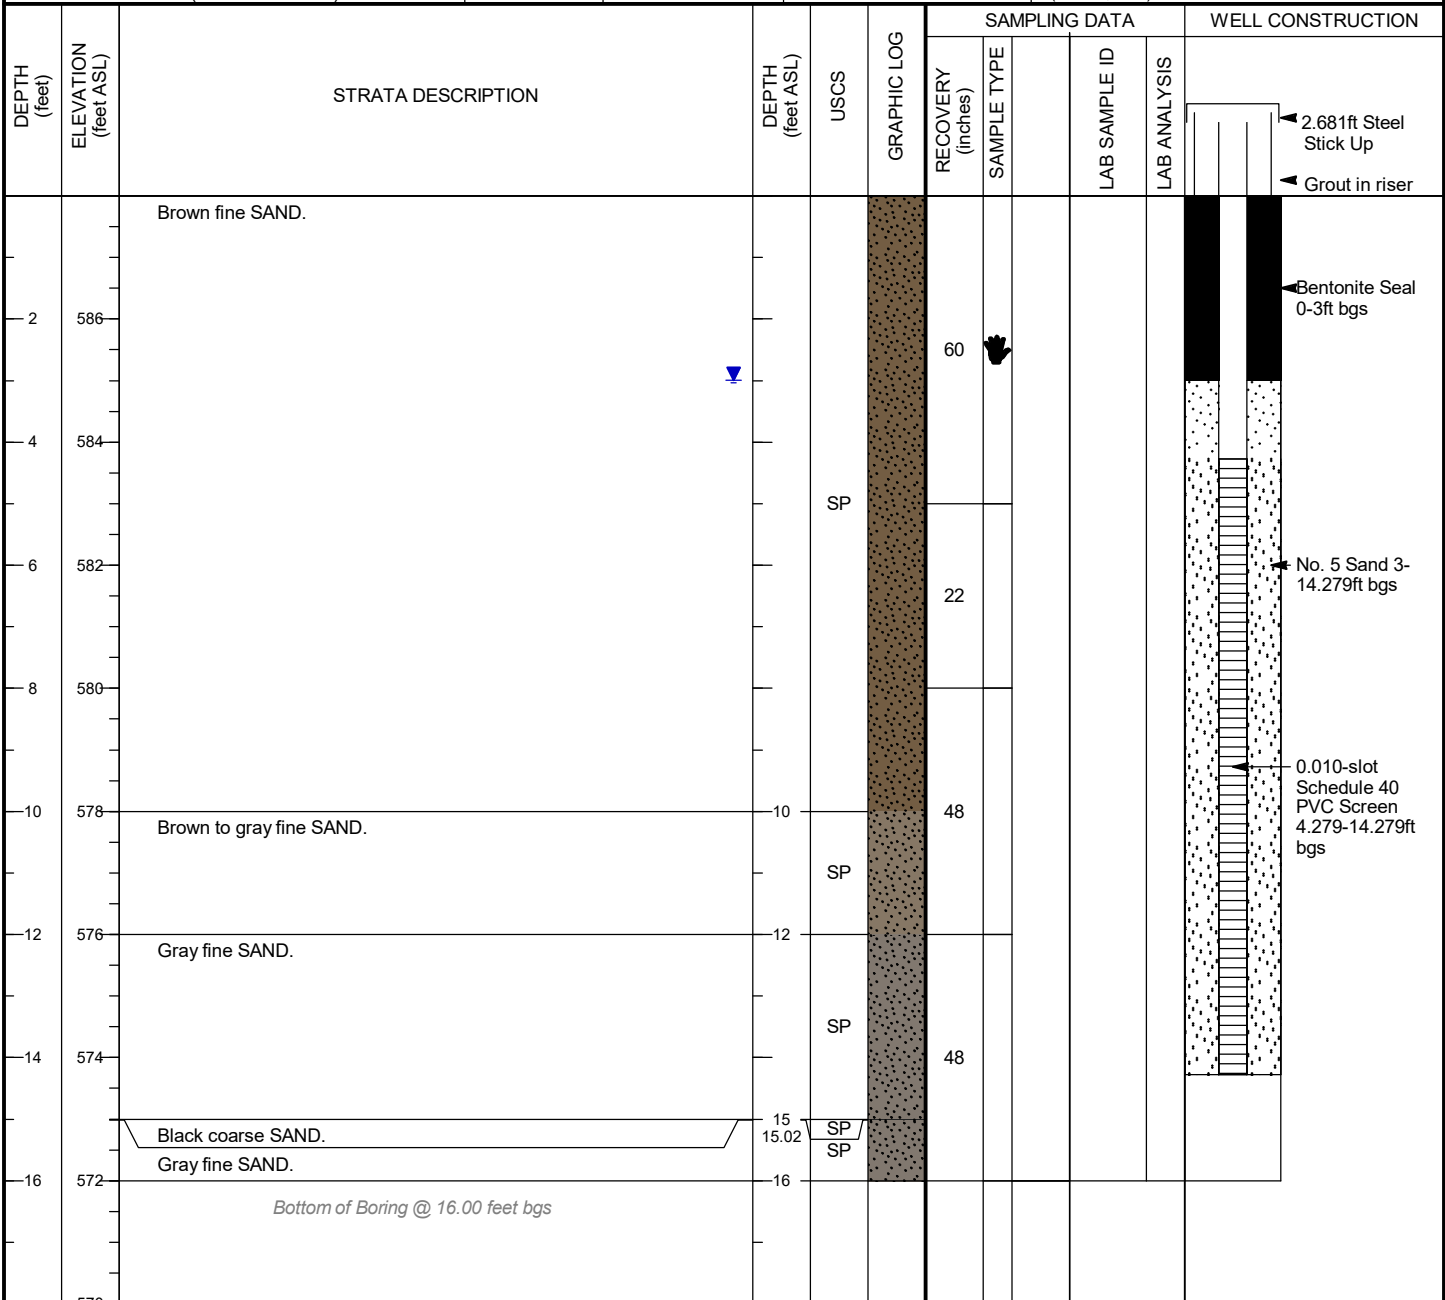 SAMPLING DATA
WELL CONSTRUCTION
DEPTH
(feet)
ELEVATION
(feet ASL)
STRATA DESCRIPTION
DEPTH
(feet ASL)
USCS
GRAPHIC LOG
RECOVERY
(inches)
SAMPLE TYPE
LAB SAMPLE ID
LAB ANALYSIS
2.681ft Steel
Stick Up
Grout in riser
Brown fine SAND.
Bentonite Seal
0-3ft bgs
2
586
60
4
584
SP
6
582
No. 5 Sand 3-
14.279ft bgs
22
8
580
0.010-slot
Schedule 40
PVC Screen
4.279-14.279ft
bgs
10
578
10
48
Brown to gray fine SAND.
SP
12
576
12
Gray fine SAND.
SP
14
574
48
15
Black coarse SAND.
15.02
SP
Gray fine SAND.
SP
16
572
16
Bottom of Boring @ 16.00 feet bgs